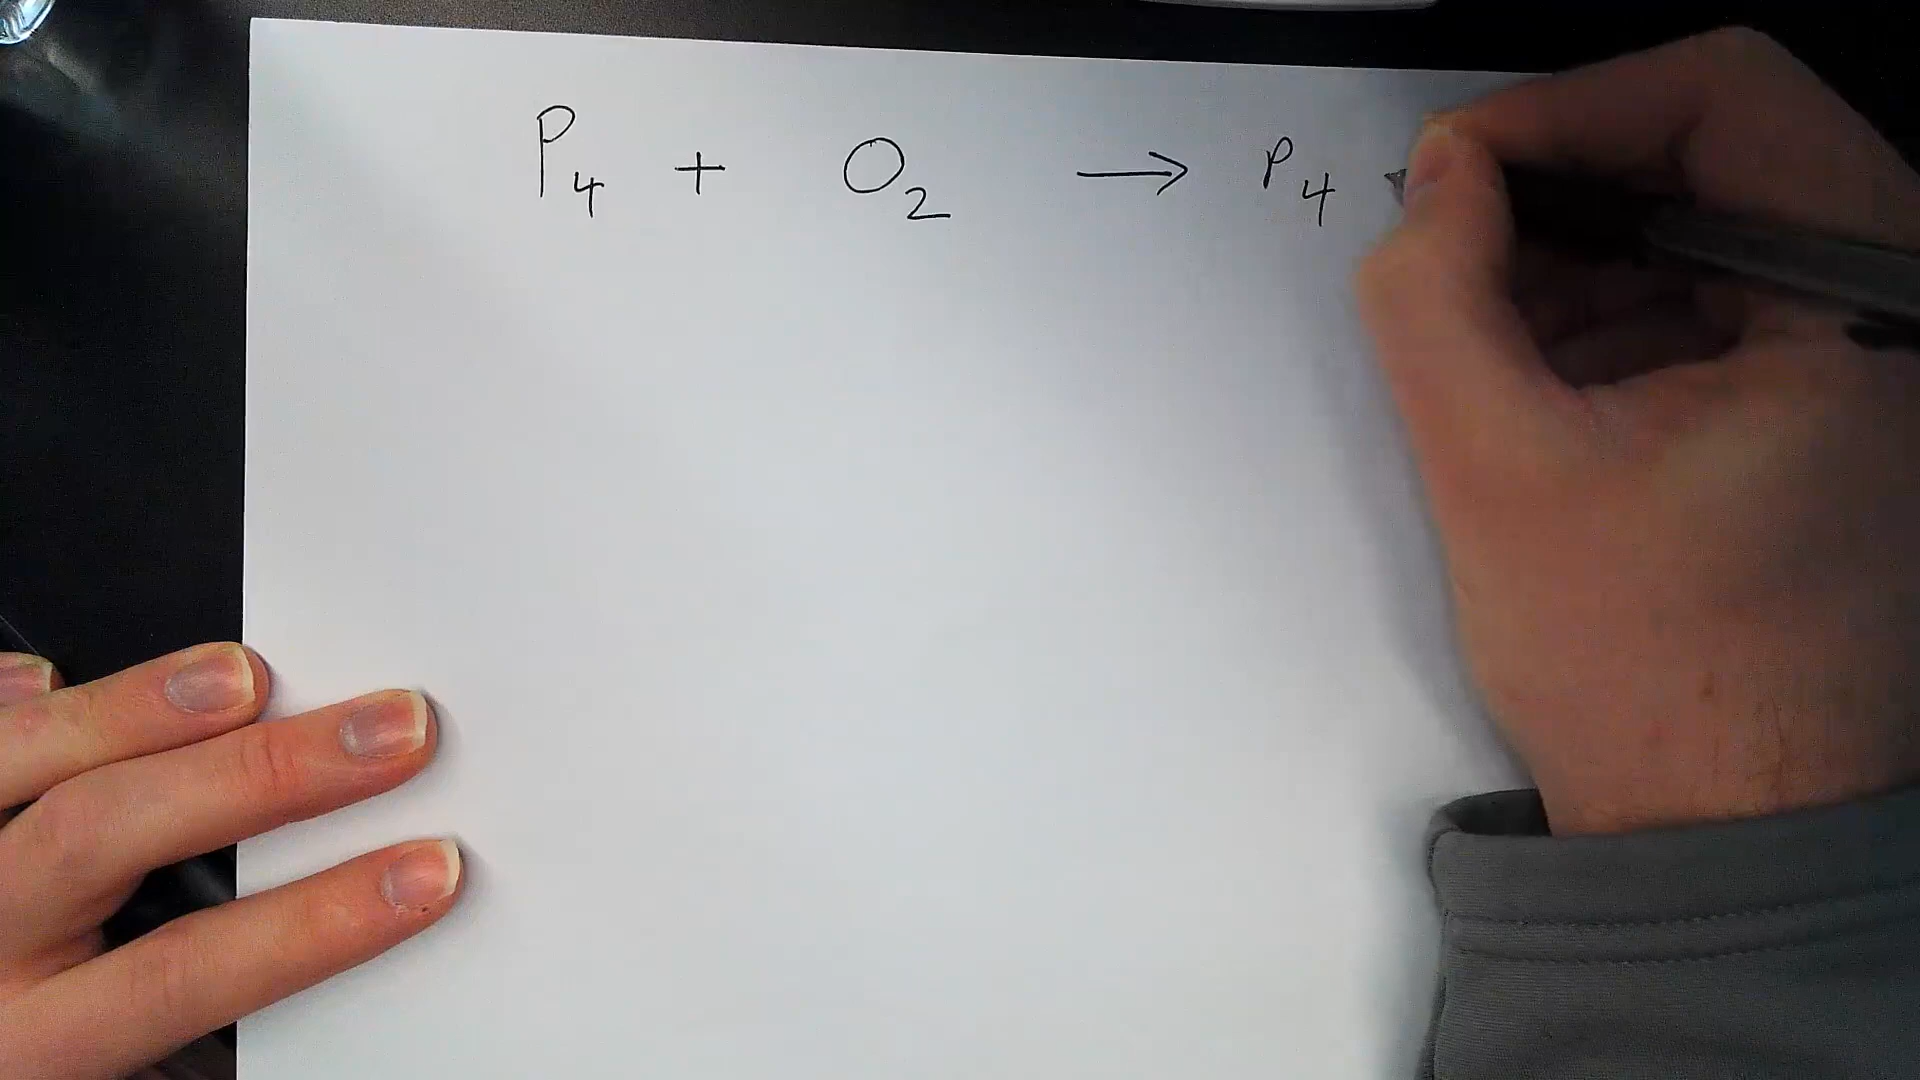 P₄ + O₂ → P₄